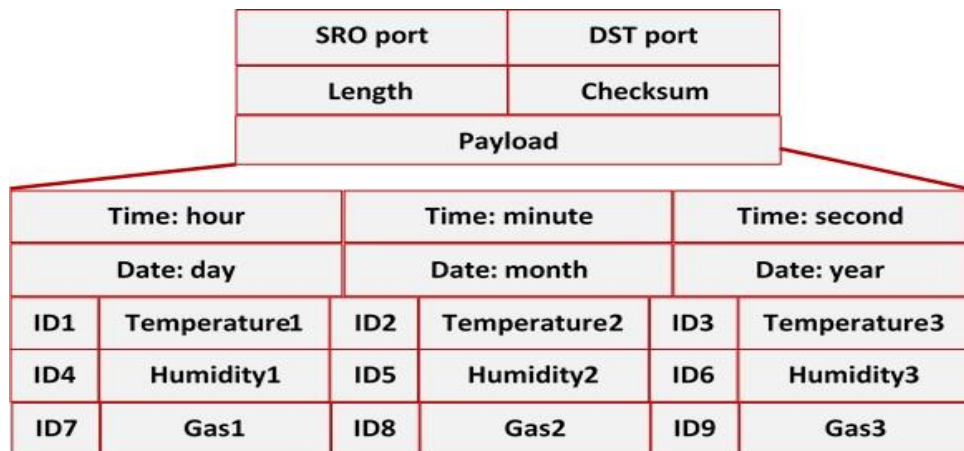 SRO port DST port
Length Checksum
Payload
Time: hour Time: minute Time: second
Date: day Date: month Date: year
ID1 Temperature1 ID2 Temperature2 ID3 Temperature3
ID4 Humidity1 ID5 Humidity2 ID6 Humidity3
ID7 Gas1 ID8 Gas2 ID9 Gas3